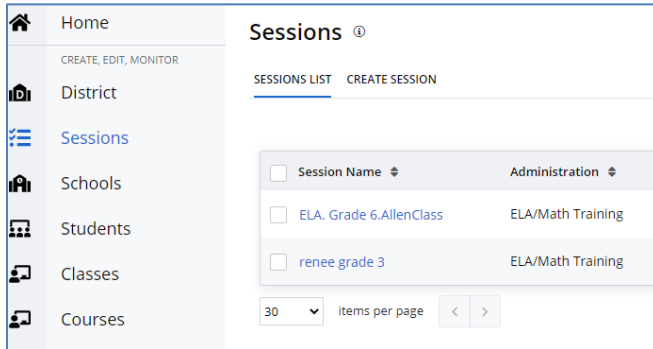 Home
CREATE, EDIT, MONITOR
District
Sessions
Schools
Students
Classes
Courses
Sessions
SESSIONS LIST CREATE SESSION
Session Name Administration
ELA. Grade 6.AllenClass ELA/Math Training
renee grade 3 ELA/Math Training
30 items per page < >